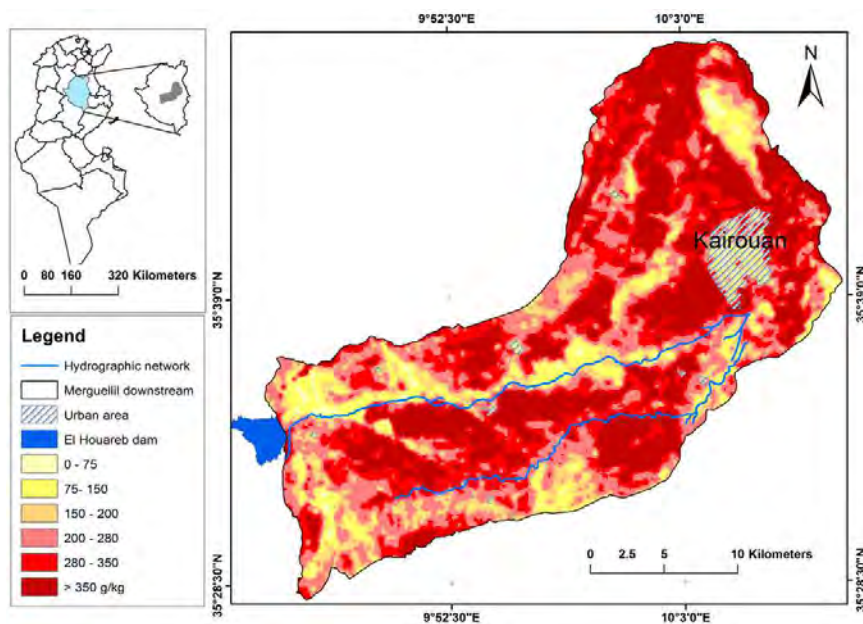 9°52'30"E 10°3'0"E
N
0 80 160 320 Kilometers
Kairouan
35°39'0"N 35°39'0"N
Legend
Hydrographic network
Merguellil downstream
Urban area
El Houareb dam
0 - 75
75- 150
150 - 200
200 - 280
280 - 350
> 350 g/kg
0 2.5 5 10 Kilometers
35°28'30"N 35°28'30"N
9°52'30"E 10°3'0"E